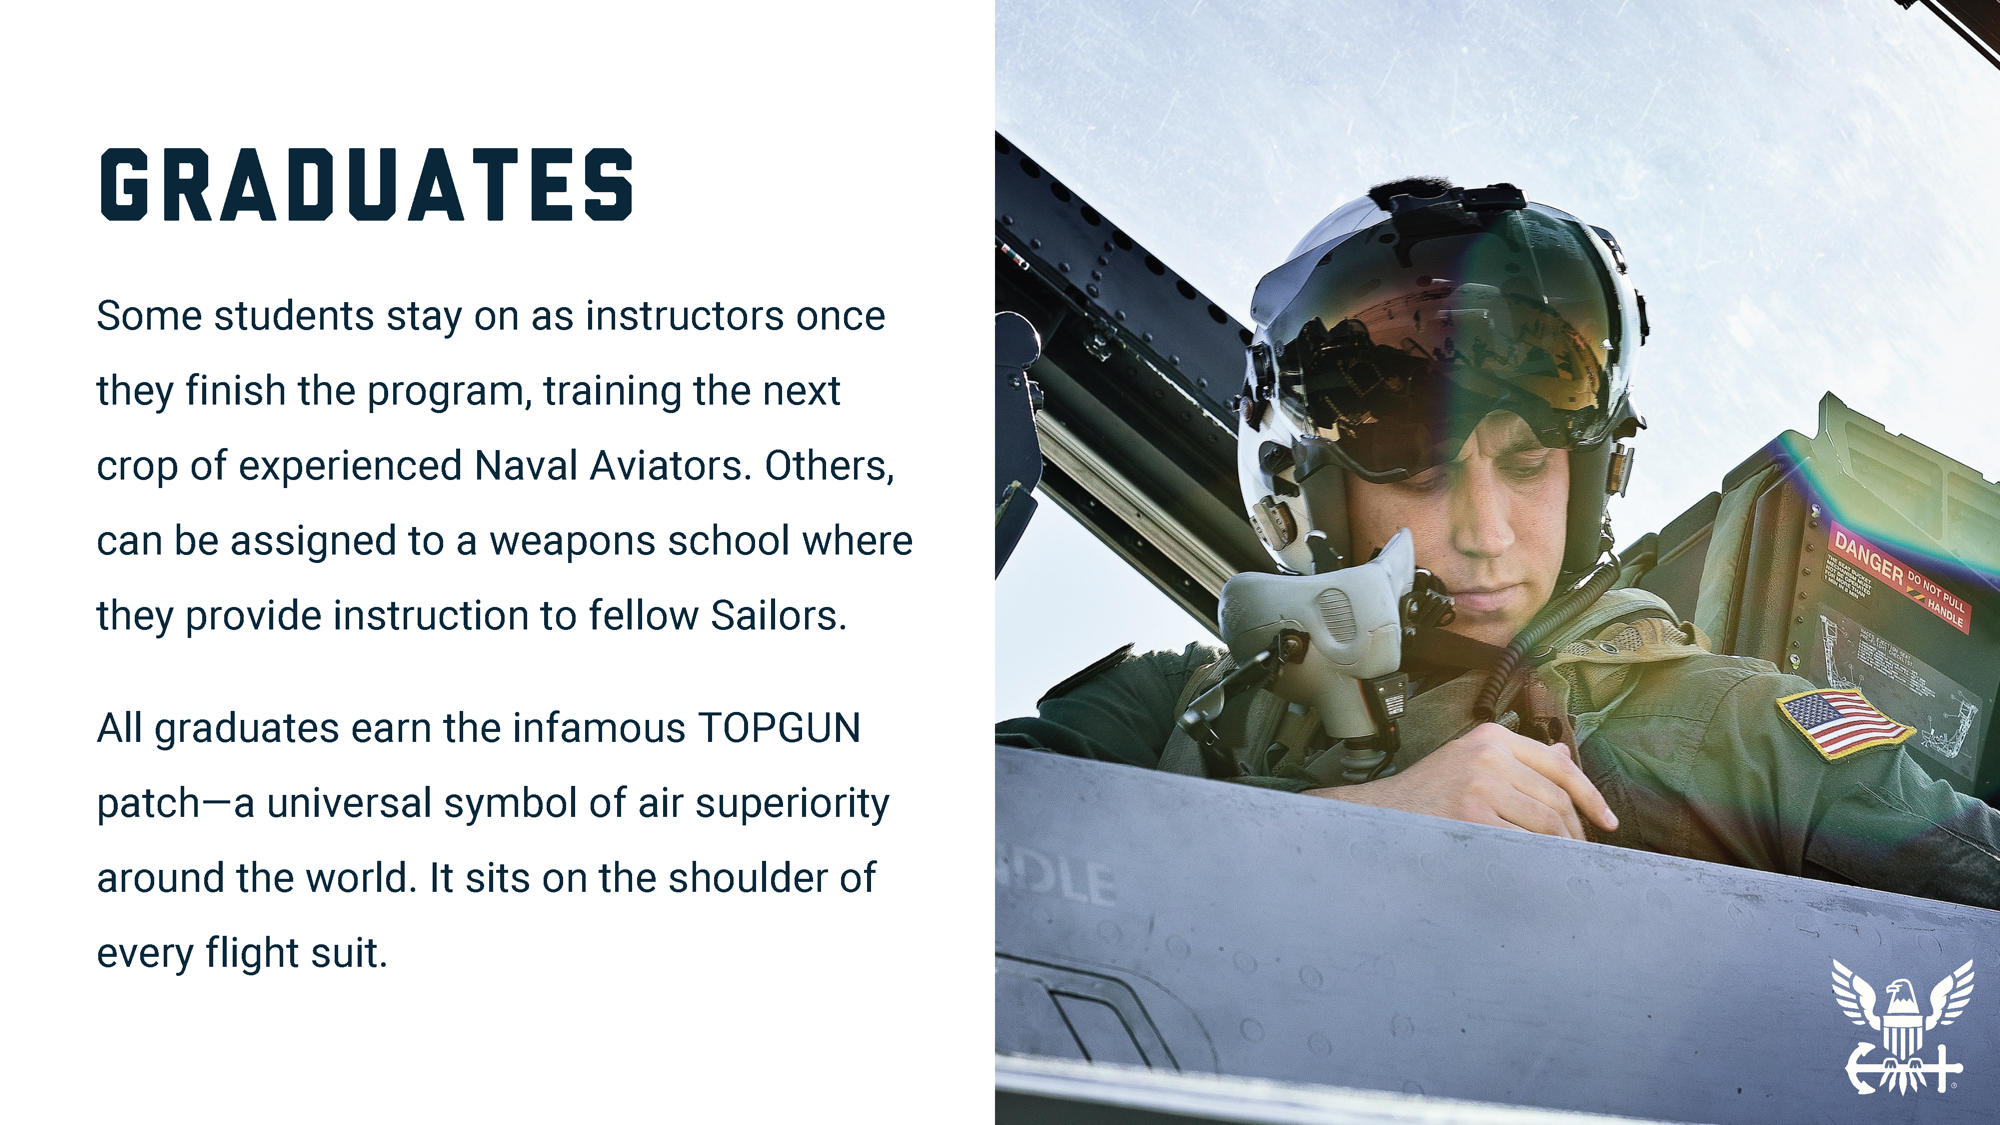 GRADUATES
Some students stay on as instructors once
they finish the program, training the next
crop of experienced Naval Aviators. Others,
can be assigned to a weapons school where
they provide instruction to fellow Sailors.
All graduates earn the infamous TOPGUN
patch—a universal symbol of air superiority
around the world. It sits on the shoulder of
every flight suit.
DANGER DO NOT PULL
HANDLE
NDLE